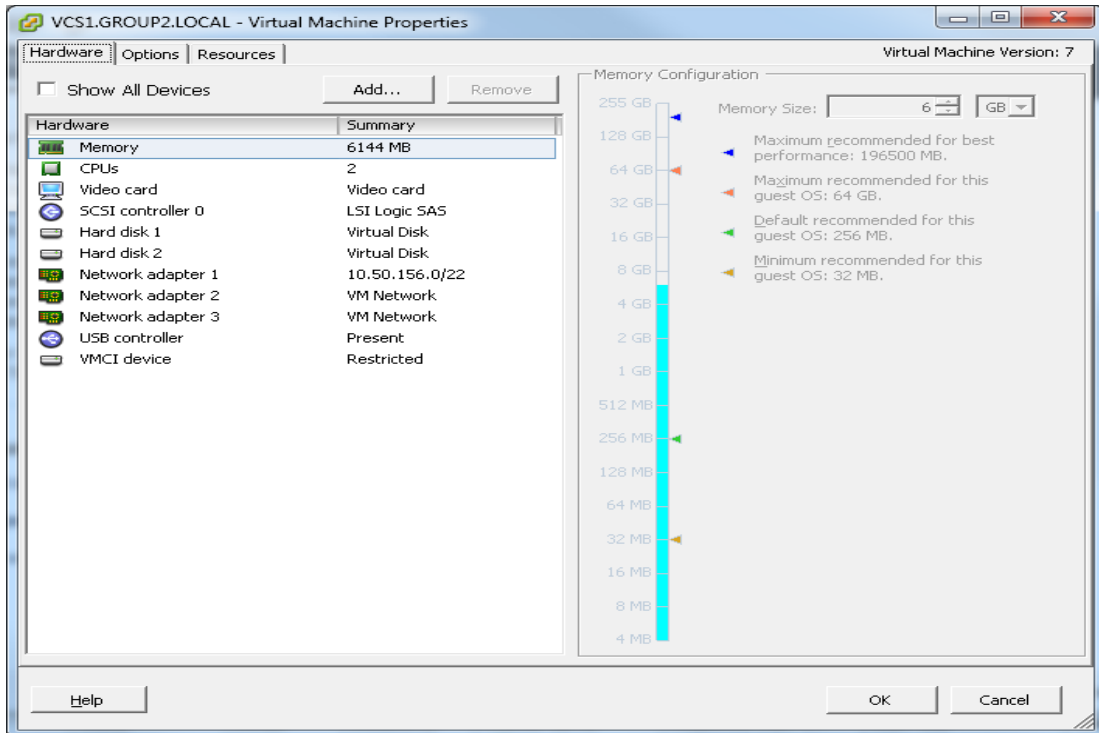 VCS1.GROUP2.LOCAL - Virtual Machine Properties
Hardware Options Resources Virtual Machine Version: 7
Show All Devices Add... Remove
Hardware Summary
Memory 6144 MB
CPUs 2
Video card Video card
SCSI controller 0 LSI Logic SAS
Hard disk 1 Virtual Disk
Hard disk 2 Virtual Disk
Network adapter 1 10.50.156.0/22
Network adapter 2 VM Network
Network adapter 3 VM Network
USB controller Present
VMCI device Restricted
Memory Configuration
255 GB
128 GB
64 GB
32 GB
16 GB
8 GB
4 GB
2 GB
1 GB
512 MB
256 MB
128 MB
64 MB
32 MB
16 MB
8 MB
4 MB
Memory Size: 6 GB
Maximum recommended for best
performance: 196500 MB.
Maximum recommended for this
guest OS: 64 GB.
Default recommended for this
guest OS: 256 MB.
Minimum recommended for this
guest OS: 32 MB.
Help OK Cancel